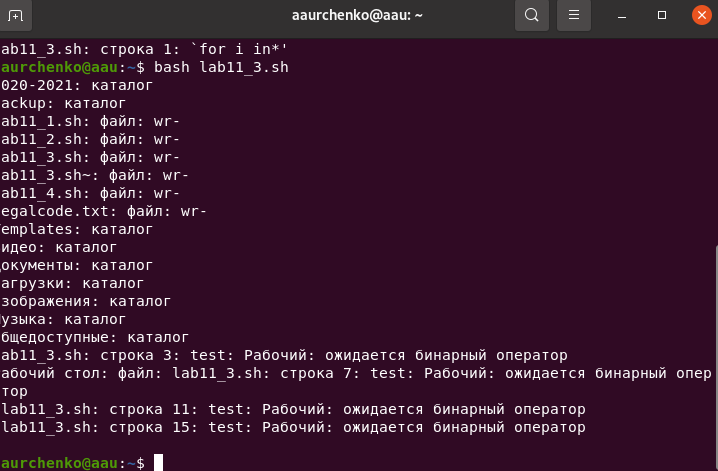 aaurchenko@aau: ~
ab11_3.sh: строка 1: `for i in*'
aurchenko@aau:~$ bash lab11_3.sh
020-2021: каталог
ackup: каталог
ab11_1.sh: файл: wr-
ab11_2.sh: файл: wr-
ab11_3.sh: файл: wr-
ab11_3.sh~: файл: wr-
ab11_4.sh: файл: wr-
egalcode.txt: файл: wr-
emplates: каталог
идео: каталог
окументы: каталог
агрузки: каталог
зображения: каталог
узыка: каталог
бщедоступные: каталог
ab11_3.sh: строка 3: test: Рабочий: ожидается бинарный оператор
абочий стол: файл: lab11_3.sh: строка 7: test: Рабочий: ожидается бинарный опер
тор
lab11_3.sh: строка 11: test: Рабочий: ожидается бинарный оператор
lab11_3.sh: строка 15: test: Рабочий: ожидается бинарный оператор
aurchenko@aau:~$